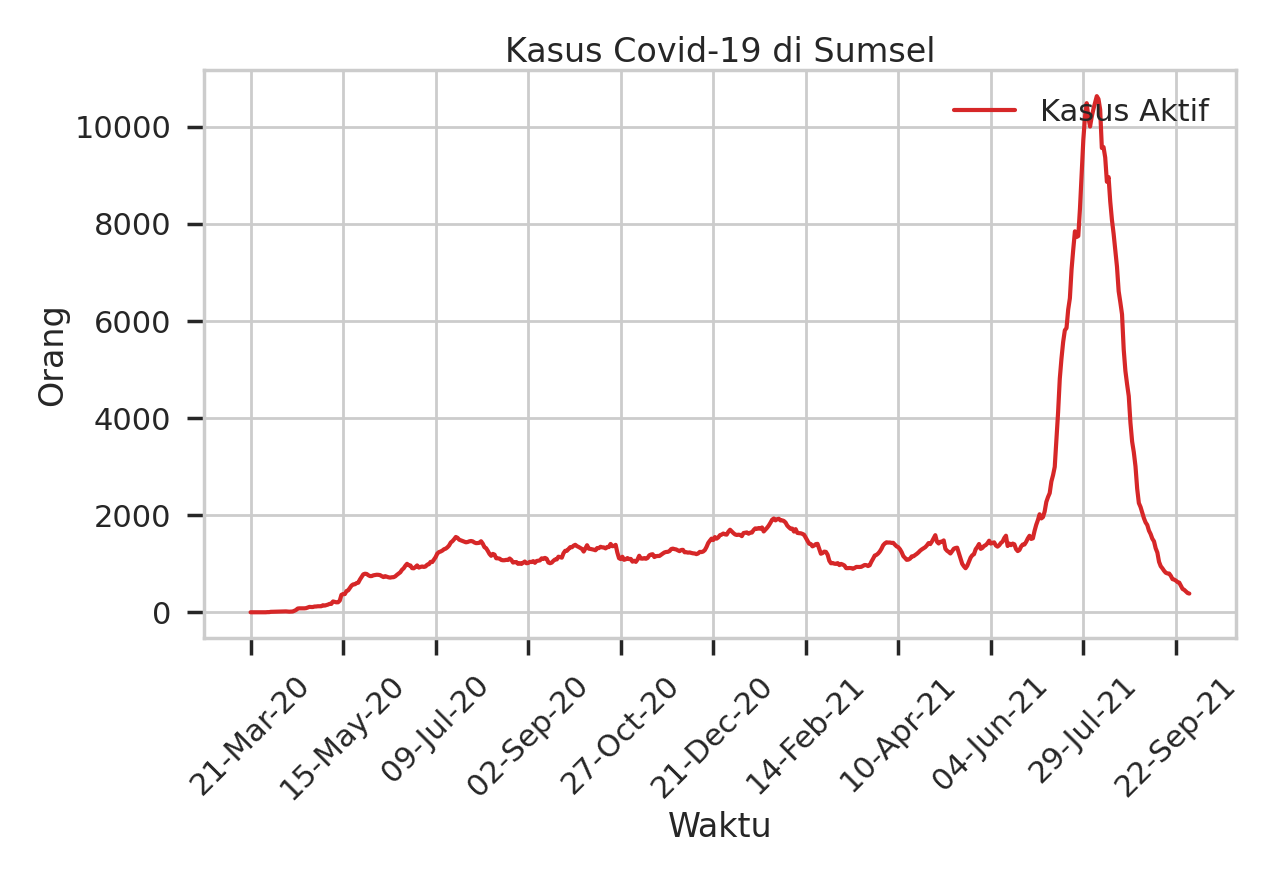 Kasus Covid-19 di Sumsel
Kasus Aktif
Orang
10000
8000
6000
4000
2000
0
21-Mar-20
15-May-20
09-Jul-20
02-Sep-20
27-Oct-20
21-Dec-20
14-Feb-21
10-Apr-21
04-Jun-21
29-Jul-21
22-Sep-21
Waktu